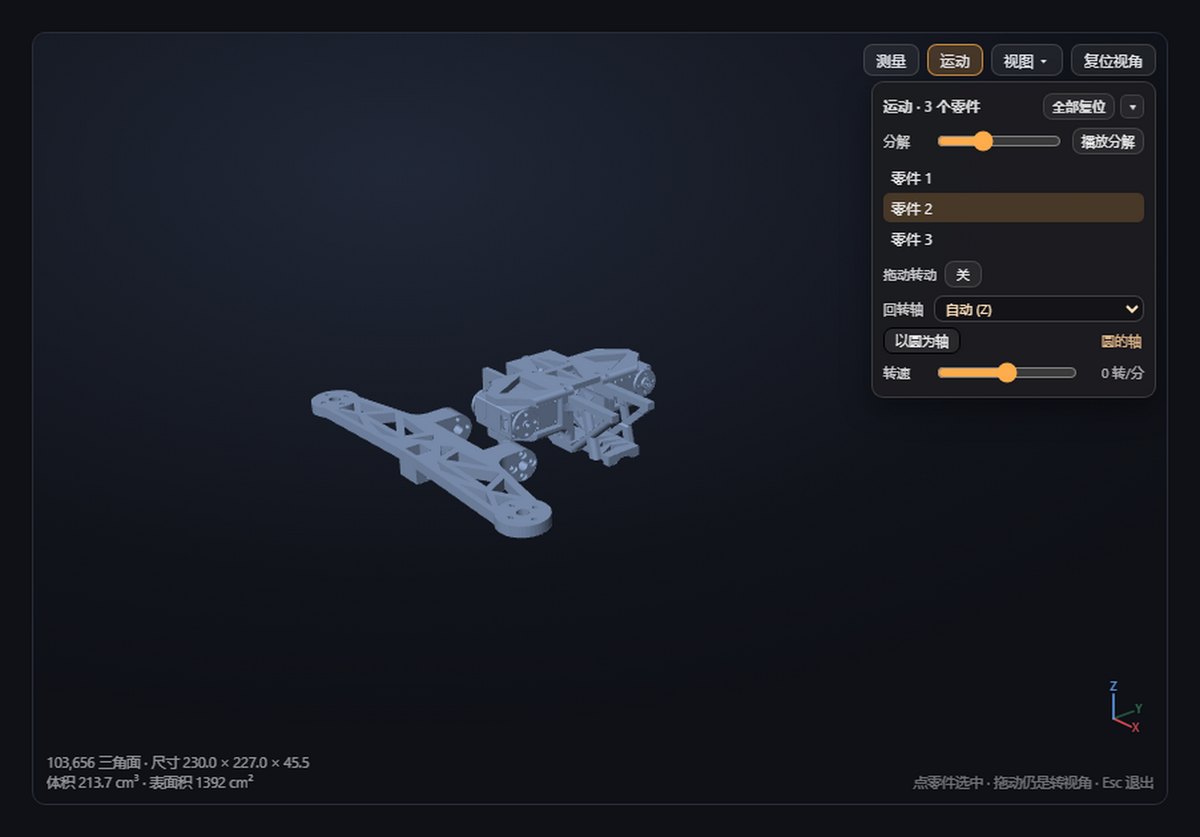 测量 运动 视图 复位视角
运动 · 3 个零件 全部复位
分解 播放分解
零件 1
零件 2
零件 3
拖动转动 关
回转轴 自动 (Z)
以圆为轴 圆的轴
转速 0 转/分
Z
Y
X
103,656 三角面 · 尺寸 230.0 × 227.0 × 45.5
体积 213.7 cm³ · 表面积 1392 cm²
点零件选中 · 拖动仍是转视角 · Esc 退出